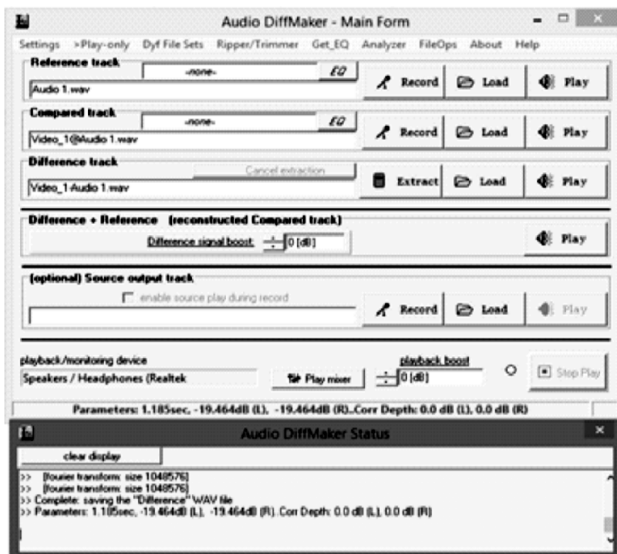 Audio DiffMaker - Main Form
Settings >Play-only Dyf File Sets Ripper/Trimmer Get_EQ Analyzer FileOps About Help
Reference track
-none- EQ
Audio 1.wav
Record Load Play
Compared track
-none- EQ
Video_1@Audio 1.wav
Record Load Play
Difference track
Cancel extraction
Video_1-Audio 1.wav
Extract Load Play
Difference + Reference (reconstructed Compared track)
Difference signal boost: 0 [dB]
Play
(optional) Source output track
enable source play during record
Record Load Play
playback/monitoring device
Speakers / Headphones (Realtek
Play mixer
playback boost
0 [dB]
Stop Play
Parameters: 1.185sec, -19.464dB (L), -19.464dB (R)..Corr Depth: 0.0 dB (L), 0.0 dB (R)
Audio DiffMaker Status
clear display
>> [fourier transform: size 1048576]
>> [fourier transform: size 1048576]
>> Complete: saving the "Difference" WAV file
>> Parameters: 1.185sec, -19.464dB (L), -19.464dB (R)..Corr Depth: 0.0 dB (L), 0.0 dB (R)